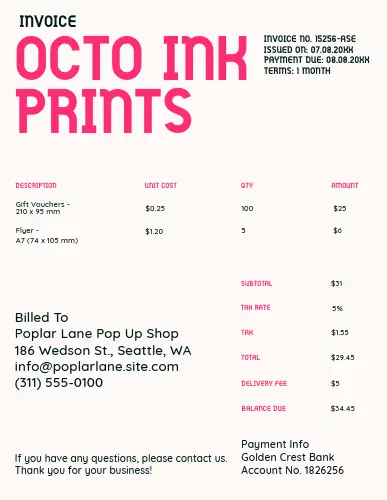 INVOICE
OCTO INK
PRINTS
INVOICE NO. 15256-ASE
ISSUED ON: 07.08.20XX
PAYMENT DUE: 08.08.20XX
TERMS: 1 MONTH
DESCRIPTION UNIT COST QTY AMOUNT
Gift Vouchers -
210 x 95 mm $0.25 100 $25
Flyer -
A7 (74 x 105 mm) $1.20 5 $6
SUBTOTAL $31
TAX RATE 5%
TAX $1.55
TOTAL $29.45
DELIVERY FEE $5
BALANCE DUE $34.45
Billed To
Poplar Lane Pop Up Shop
186 Wedson St., Seattle, WA
info@poplarlane.site.com
(311) 555-0100
If you have any questions, please contact us.
Thank you for your business!
Payment Info
Golden Crest Bank
Account No. 1826256